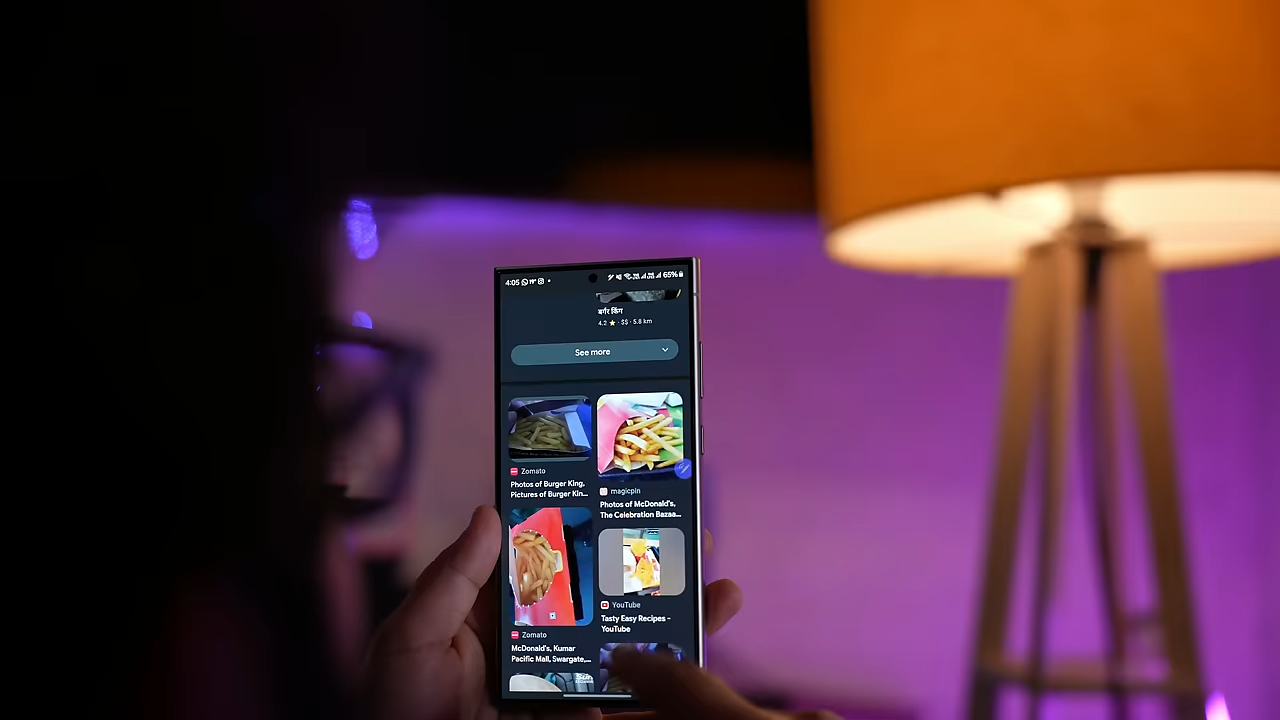 4:05
65%
बर्गर किंग
4.2 ★ · $$ · 5.8 km
See more
Zomato
Photos of Burger King,
Pictures of Burger Kin...
magicpin
Photos of McDonald's,
The Celebration Bazaa...
Zomato
McDonald's, Kumar
Pacific Mall, Swargate,...
YouTube
Tasty Easy Recipes -
YouTube